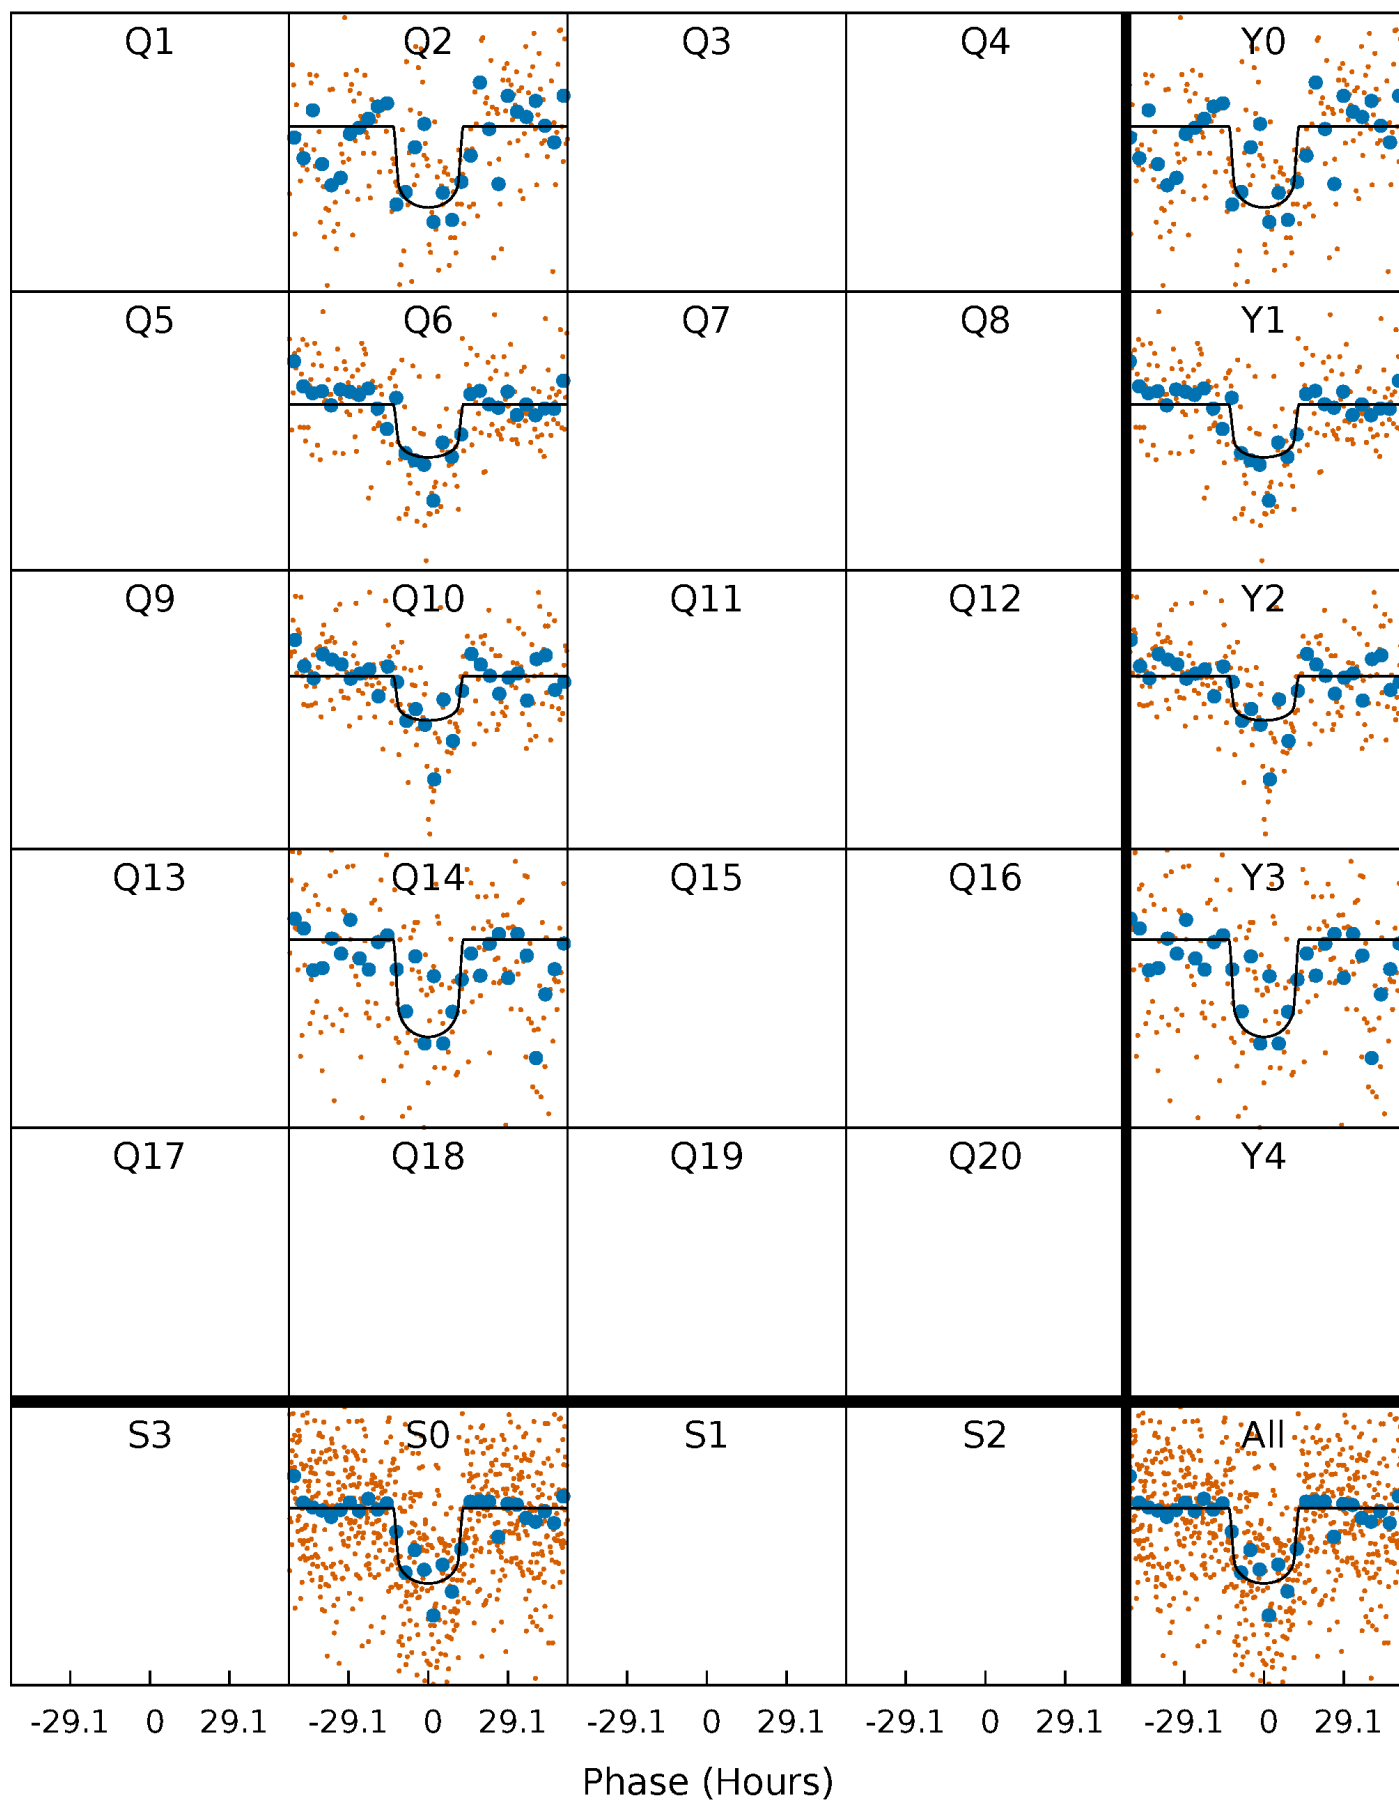 Q1 Q2 Q3 Q4 Y0
Q5 Q6 Q7 Q8 Y1
Q9 Q10 Q11 Q12 Y2
Q13 Q14 Q15 Q16 Y3
Q17 Q18 Q19 Q20 Y4
S3 S0 S1 S2 All
-29.1 0 29.1 -29.1 0 29.1 -29.1 0 29.1 -29.1 0 29.1 -29.1 0 29.1
Phase (Hours)